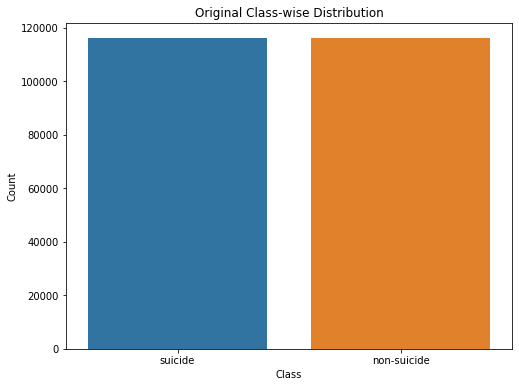 Original Class-wise Distribution
120000
100000
80000
60000
40000
20000
0
Count
suicide
non-suicide
Class